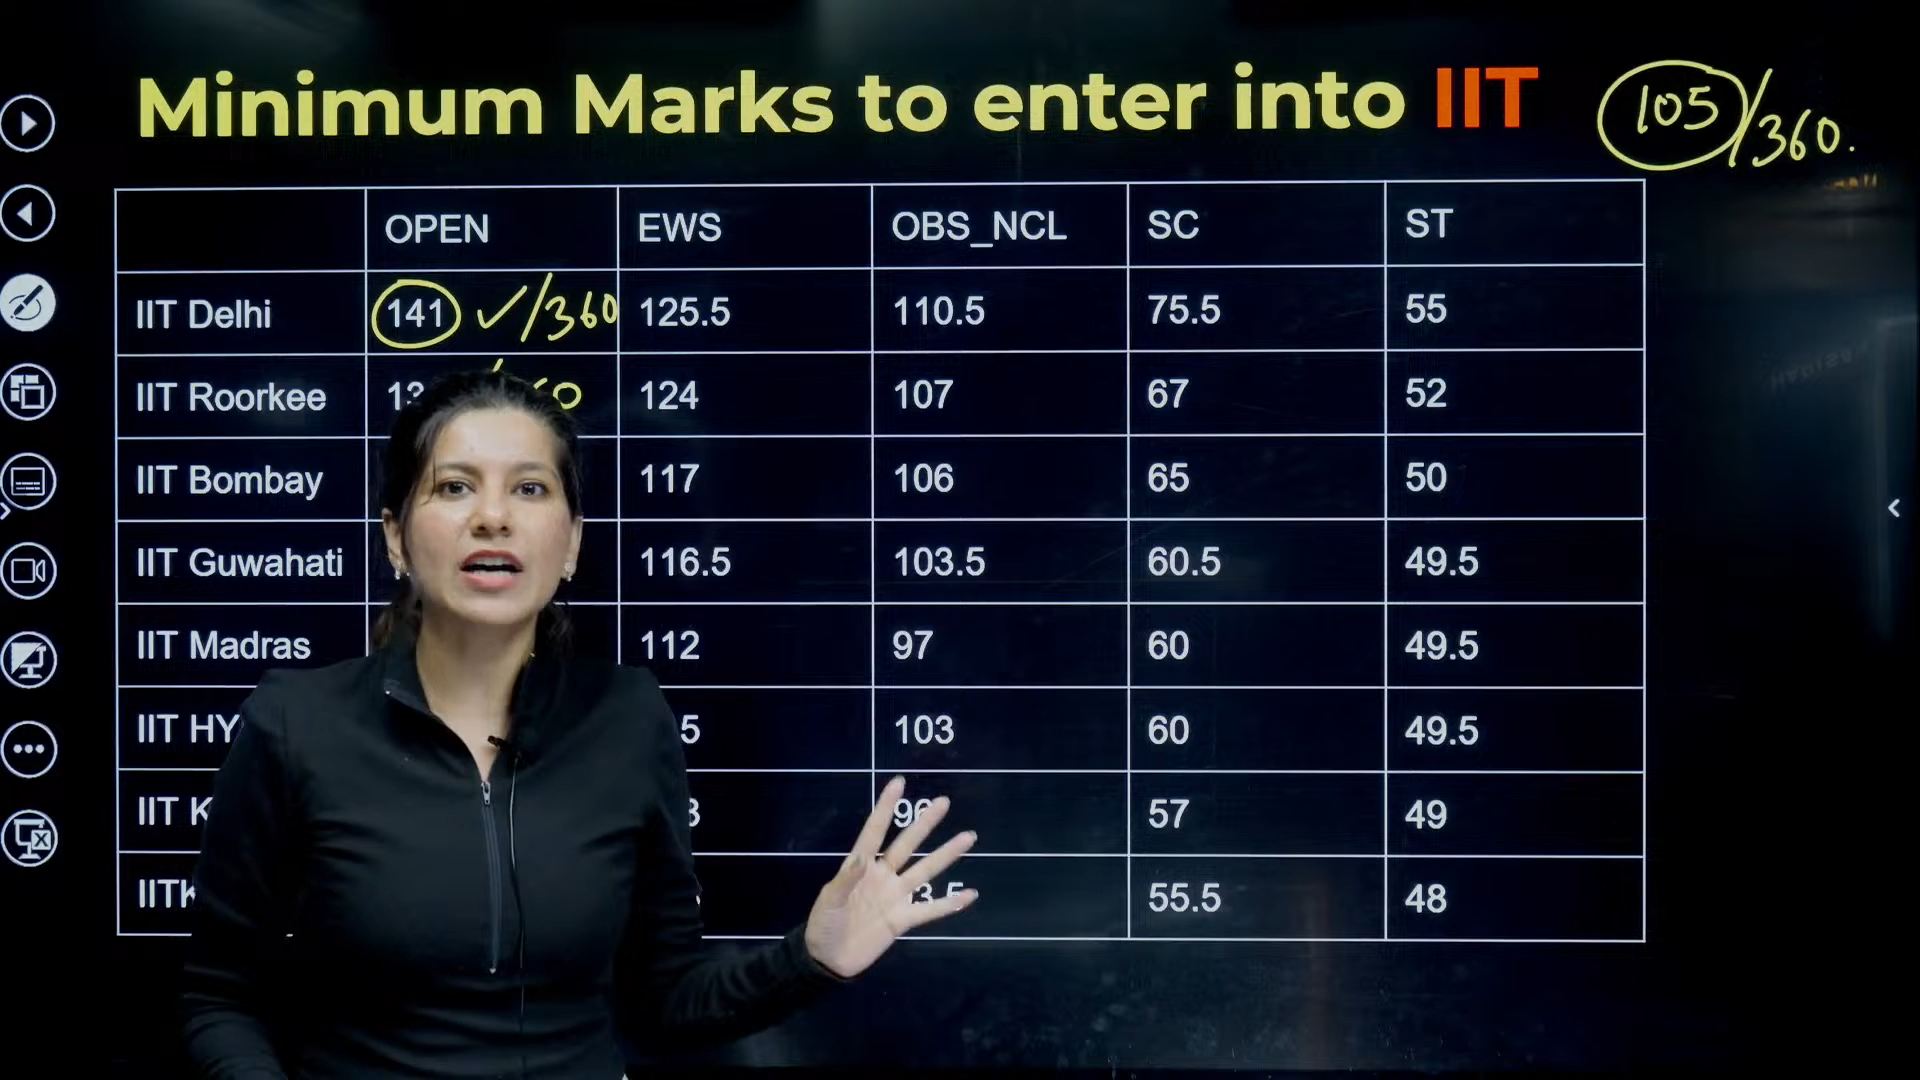 Minimum Marks to enter into IIT
105/360.
OPEN EWS OBS_NCL SC ST
IIT Delhi 141 ✓/360 125.5 110.5 75.5 55
IIT Roorkee 124 107 67 52
IIT Bombay 117 106 65 50
IIT Guwahati 116.5 103.5 60.5 49.5
IIT Madras 112 97 60 49.5
IIT 103 60 49.5
IIT 57 49
55.5 48